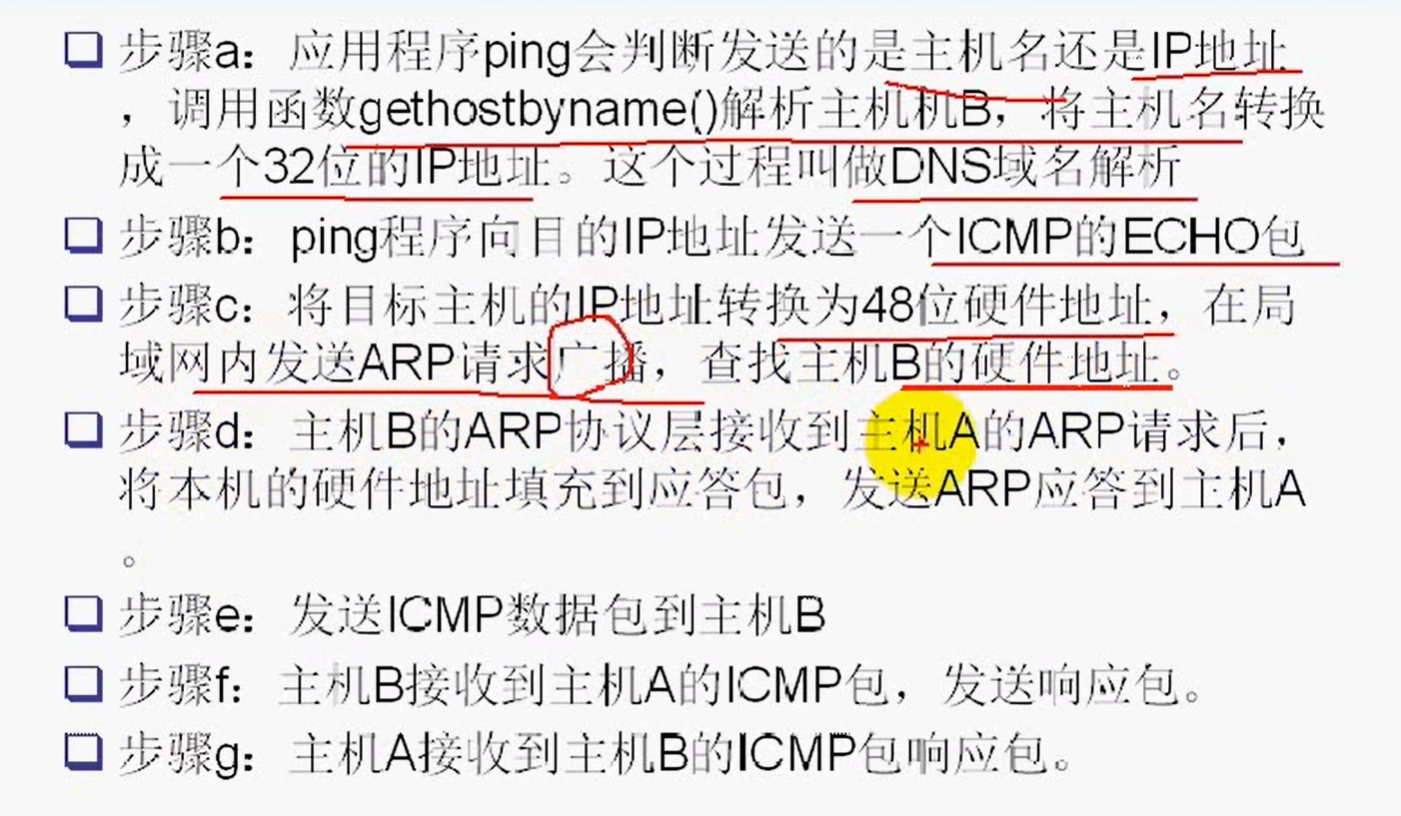 步骤a：应用程序ping会判断发送的是主机名还是IP地址
，调用函数gethostbyname()解析主机机B，将主机名转换
成一个32位的IP地址。这个过程叫做DNS域名解析
步骤b：ping程序向目的IP地址发送一个ICMP的ECHO包
步骤c：将目标主机的IP地址转换为48位硬件地址，在局
域网内发送ARP请求广播，查找主机B的硬件地址。
步骤d：主机B的ARP协议层接收到主机A的ARP请求后，
将本机的硬件地址填充到应答包，发送ARP应答到主机A
。
步骤e：发送ICMP数据包到主机B
步骤f：主机B接收到主机A的ICMP包，发送响应包。
步骤g：主机A接收到主机B的ICMP包响应包。